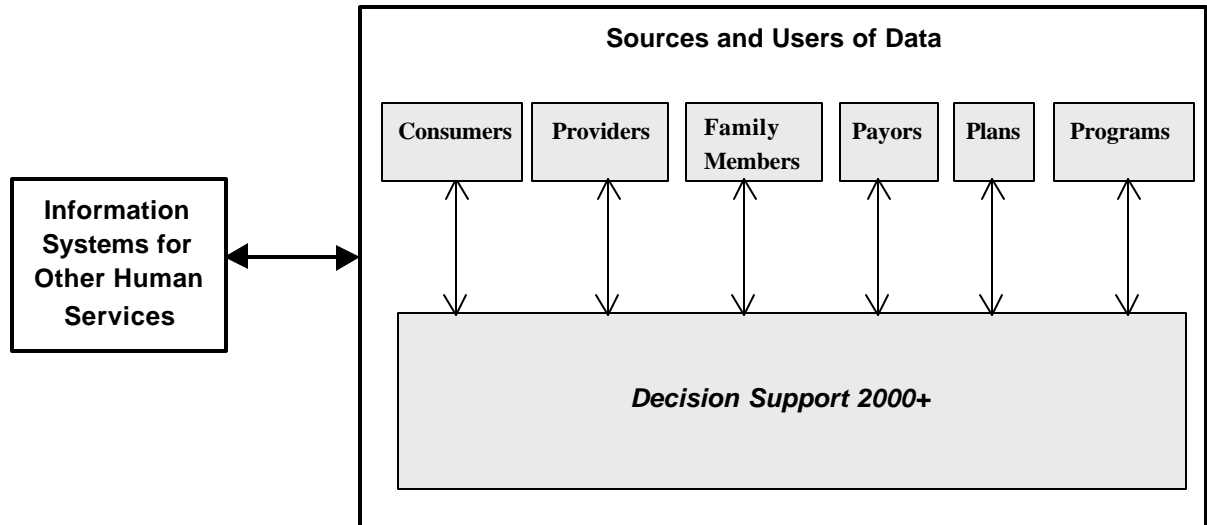 Sources and Users of Data
Consumers
Providers
Family
Members
Payors
Plans
Programs
Information
Systems for
Other Human
Services
Decision Support 2000+